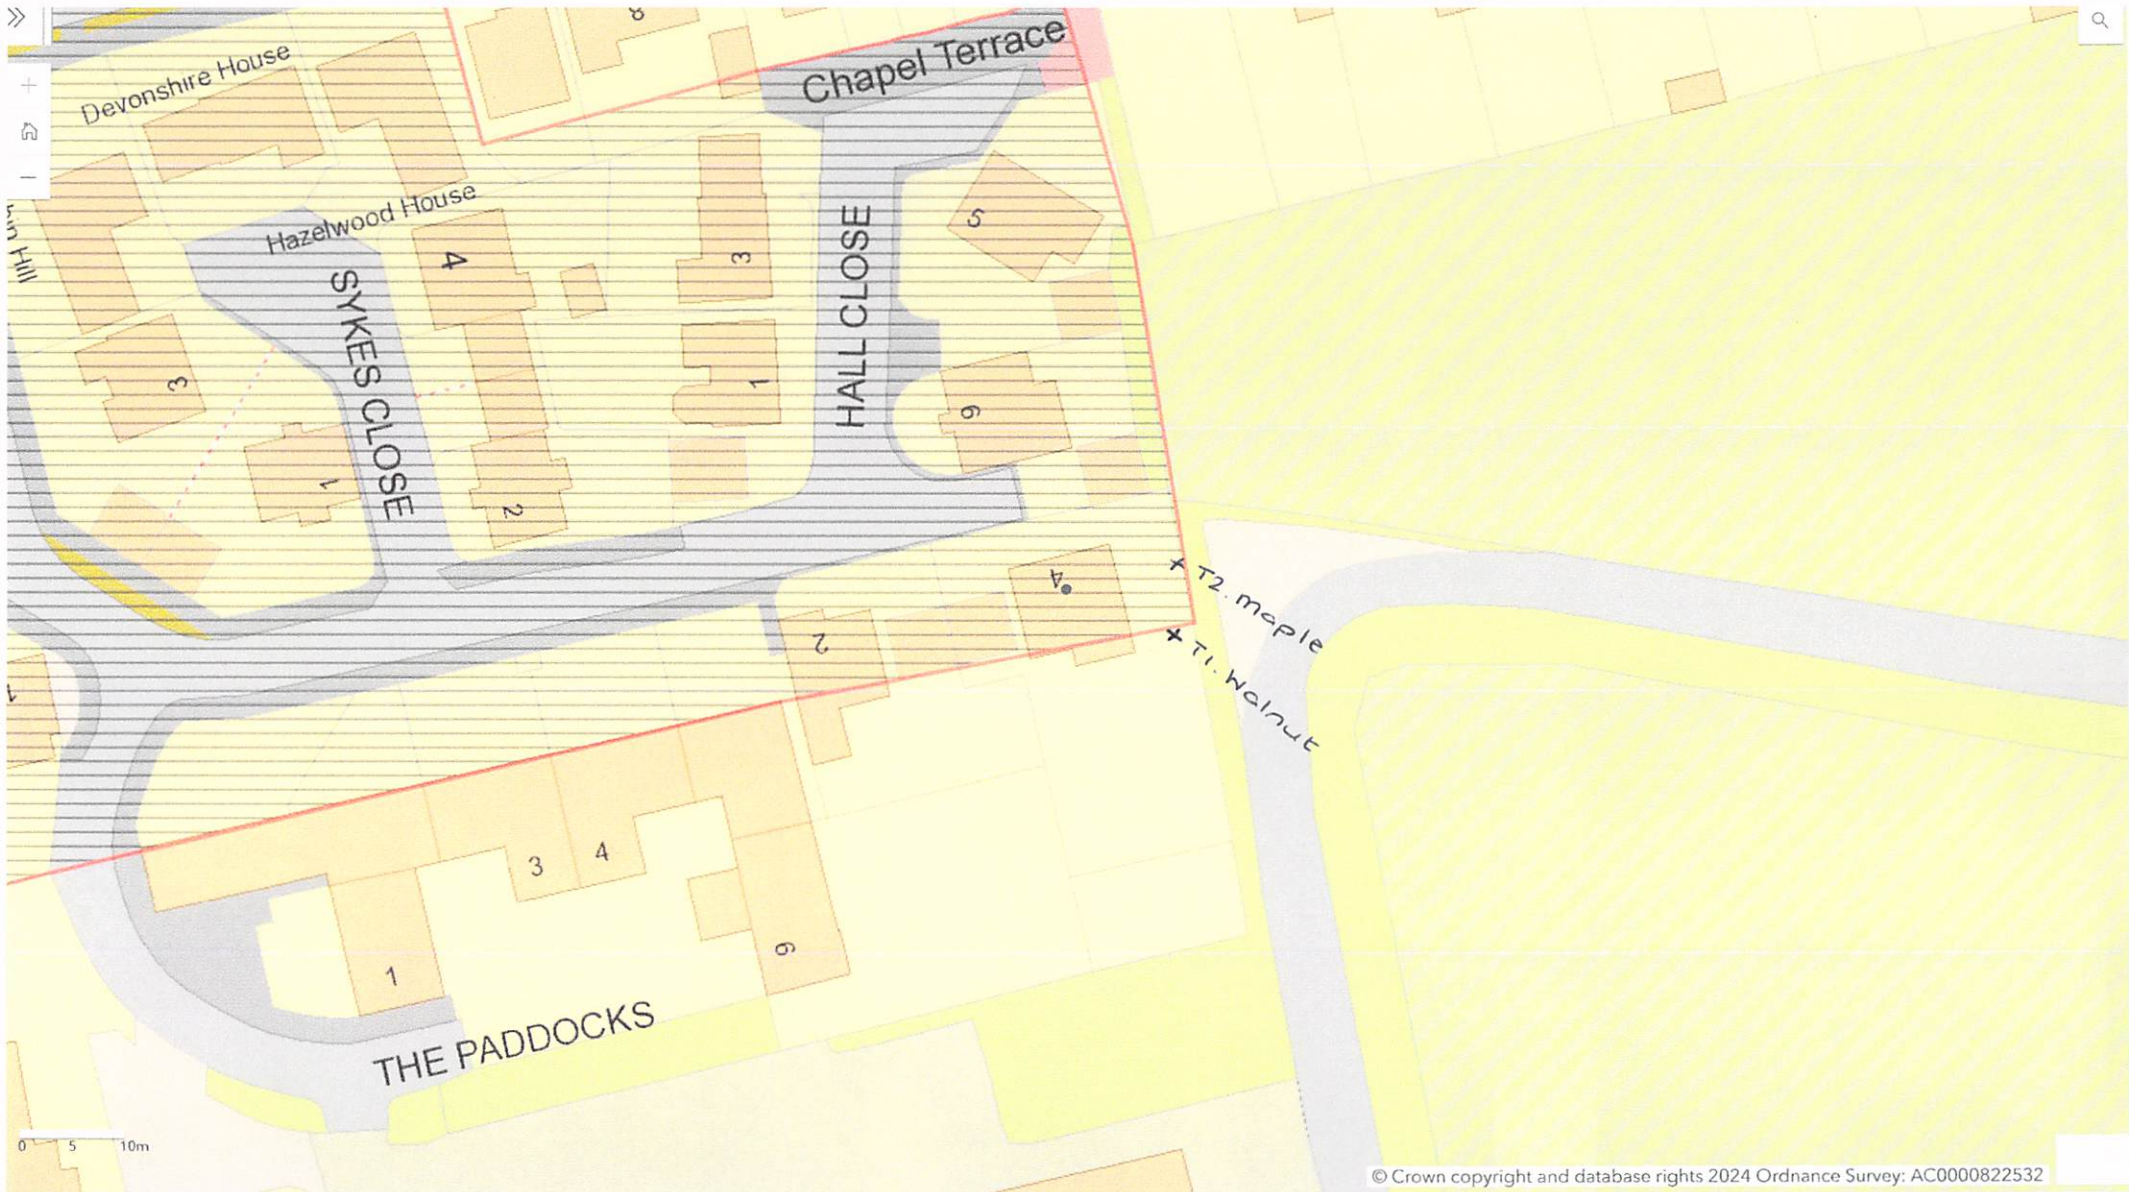 8
Chapel Terrace
Devonshire House
Hazelwood House
Hill
SYKES CLOSE
4
3
HALL CLOSE
5
3
1
6
1
2
4
T2. Maple
2
T1. Walnut
1
3
4
1
6
THE PADDOCKS
0 5 10m
© Crown copyright and database rights 2024 Ordnance Survey: AC0000822532